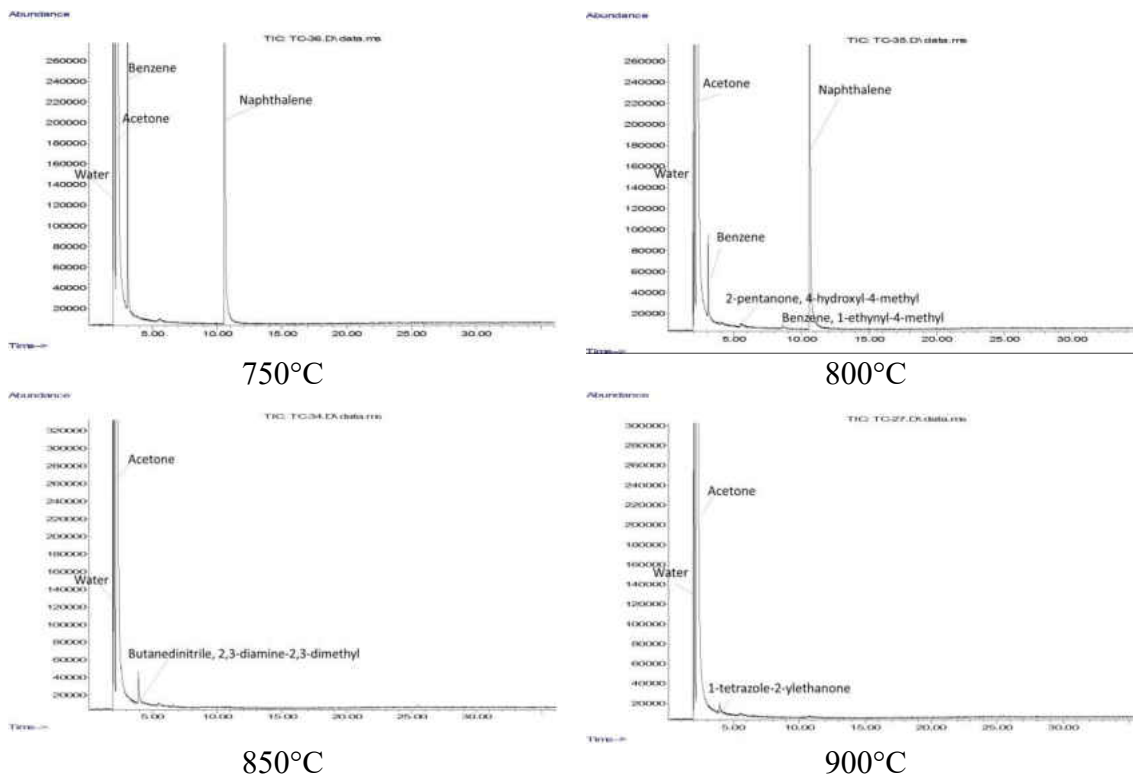 Abundance
TIC: TC-36.D\data.ms
260000
240000
220000
200000
180000
160000
140000
120000
100000
80000
60000
40000
20000
Benzene
Acetone
Naphthalene
Water
5.00 10.00 15.00 20.00 25.00 30.00
Time-->
750°C
Abundance
TIC: TC-35.D\data.ms
260000
240000
220000
200000
180000
160000
140000
120000
100000
80000
60000
40000
20000
Acetone
Naphthalene
Water
Benzene
2-pentanone, 4-hydroxyl-4-methyl
Benzene, 1-ethynyl-4-methyl
5.00 10.00 15.00 20.00 25.00 30.00
Time-->
800°C
Abundance
TIC: TC-34.D\data.ms
320000
300000
280000
260000
240000
220000
200000
180000
160000
140000
120000
100000
80000
60000
40000
20000
Acetone
Water
Butanedinitrile, 2,3-diamine-2,3-dimethyl
5.00 10.00 15.00 20.00 25.00 30.00
Time-->
850°C
Abundance
TIC: TC-27.D\data.ms
300000
280000
260000
240000
220000
200000
180000
160000
140000
120000
100000
80000
60000
40000
20000
Acetone
Water
1-tetrazole-2-ylethanone
5.00 10.00 15.00 20.00 25.00 30.00
Time-->
900°C